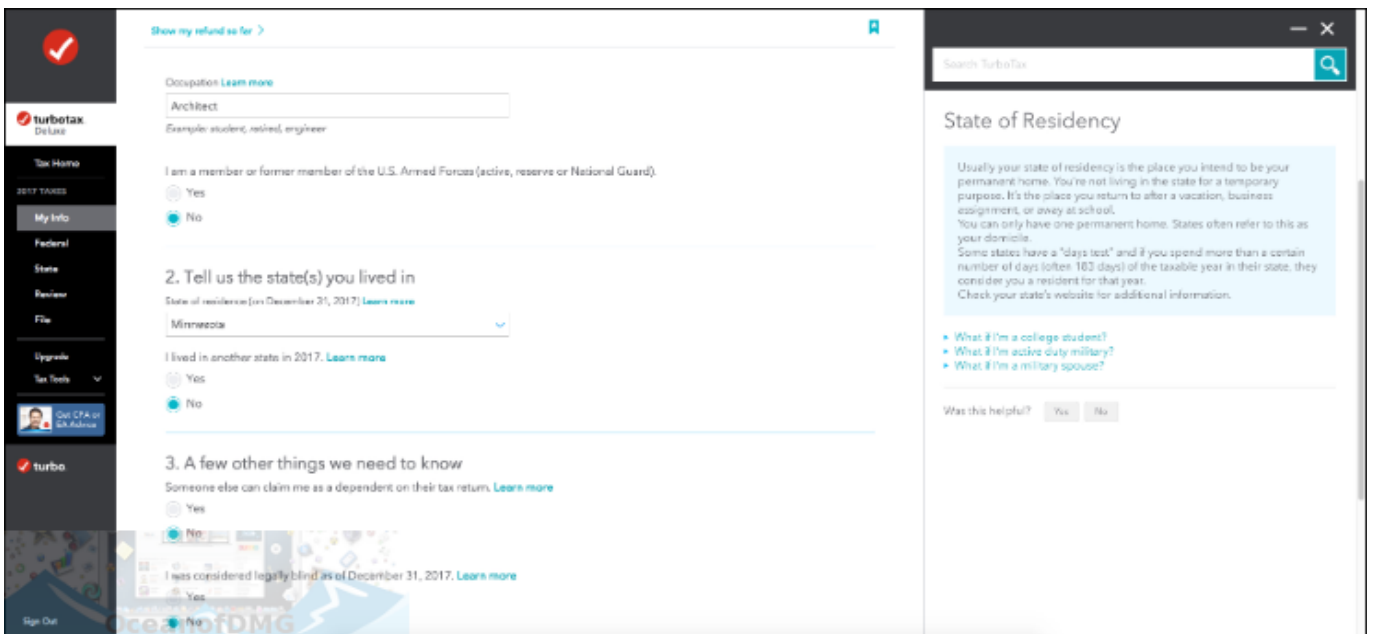 Show my refund so far >
Search TurboTax
Occupation Learn more
Architect
Example: student, retired, engineer
I am a member or former member of the U.S. Armed Forces (active, reserve or National Guard).
Yes
No
2. Tell us the state(s) you lived in
State of residence (on December 31, 2017) Learn more
Minnesota
I lived in another state in 2017. Learn more
Yes
No
3. A few other things we need to know
Someone else can claim me as a dependent on their tax return. Learn more
Yes
No
I was considered legally blind as of December 31, 2017. Learn more
Yes
No
turbotax
Deluxe
Tax Home
2017 TAXES
My Info
Federal
State
Review
File
Upgrade
Tax Tools
Get CPA or
EA Advice
turbo
Sign Out
State of Residency
Usually your state of residency is the place you intend to be your
permanent home. You're not living in the state for a temporary
purpose. It's the place you return to after a vacation, business
assignment, or away at school.
You can only have one permanent home. States often refer to this as
your domicile.
Some states have a "days test" and if you spend more than a certain
number of days (often 183 days) of the taxable year in their state, they
consider you a resident for that year.
Check your state's website for additional information.
What if I'm a college student?
What if I'm active duty military?
What if I'm a military spouse?
Was this helpful? Yes No
OceanofDMG